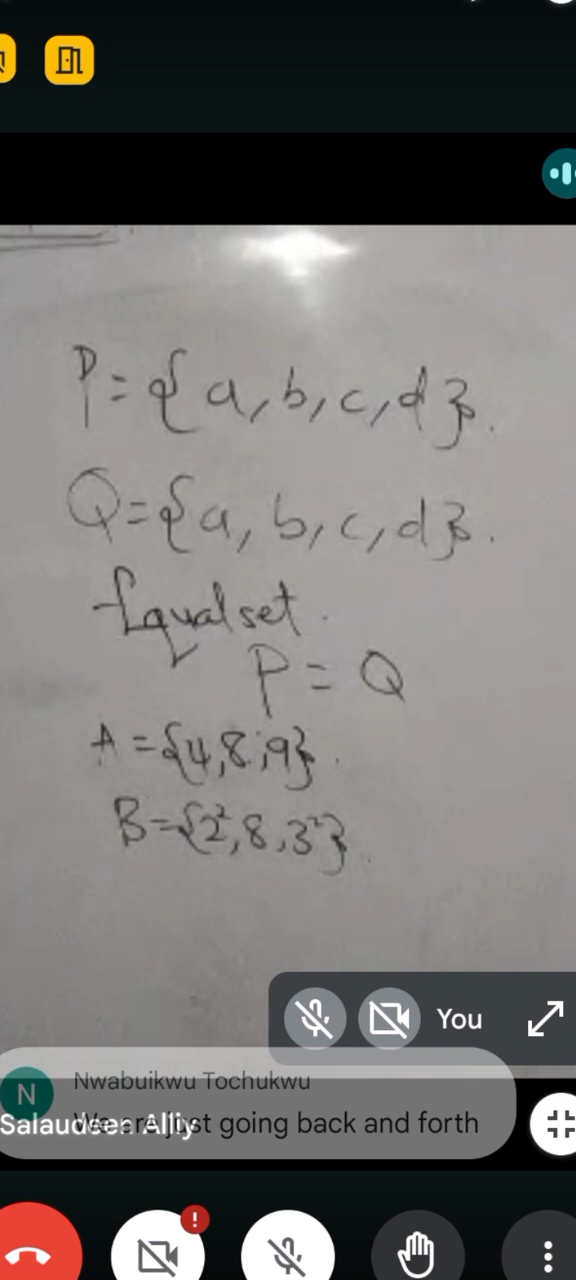 P={a,b,c,d}.
Q={a,b,c,d}.
Equal set.
P=Q
A={4,8,9}.
B={2²,8,3²}.
You
N
Nwabuikwu Tochukwu
Salaudeen Alliy
We are just going back and forth